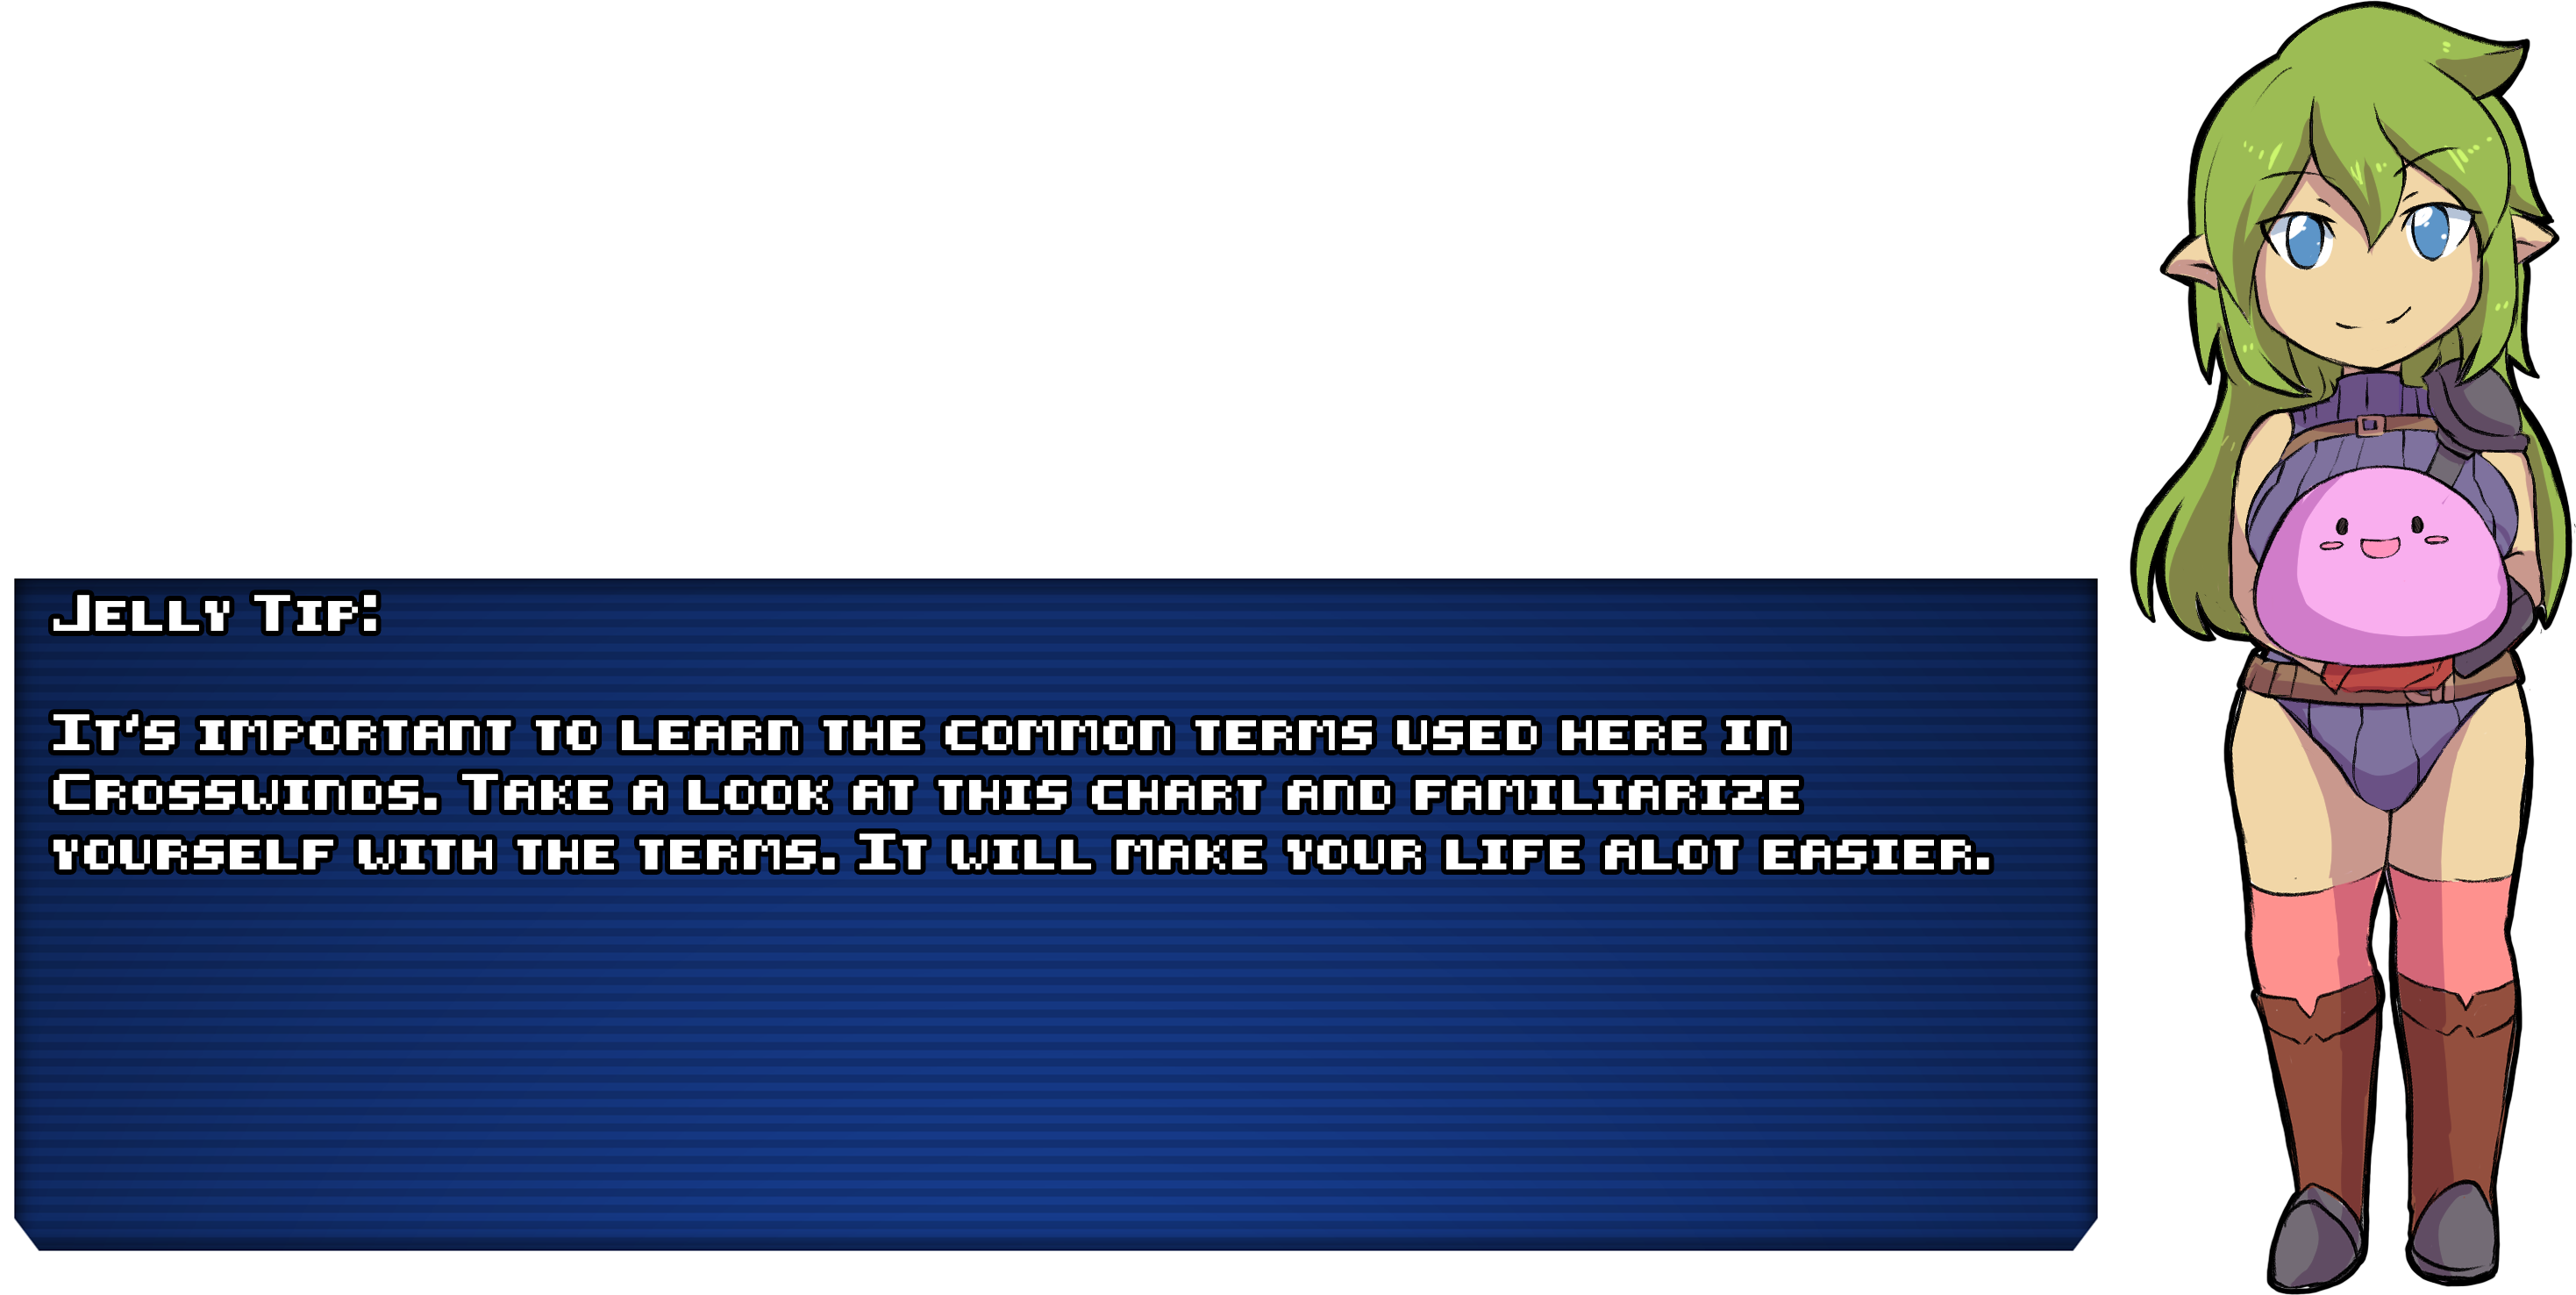 Jelly Tip:
It's important to learn the common terms used here in
Crosswinds. Take a look at this chart and familiarize
yourself with the terms. It will make your life alot easier.